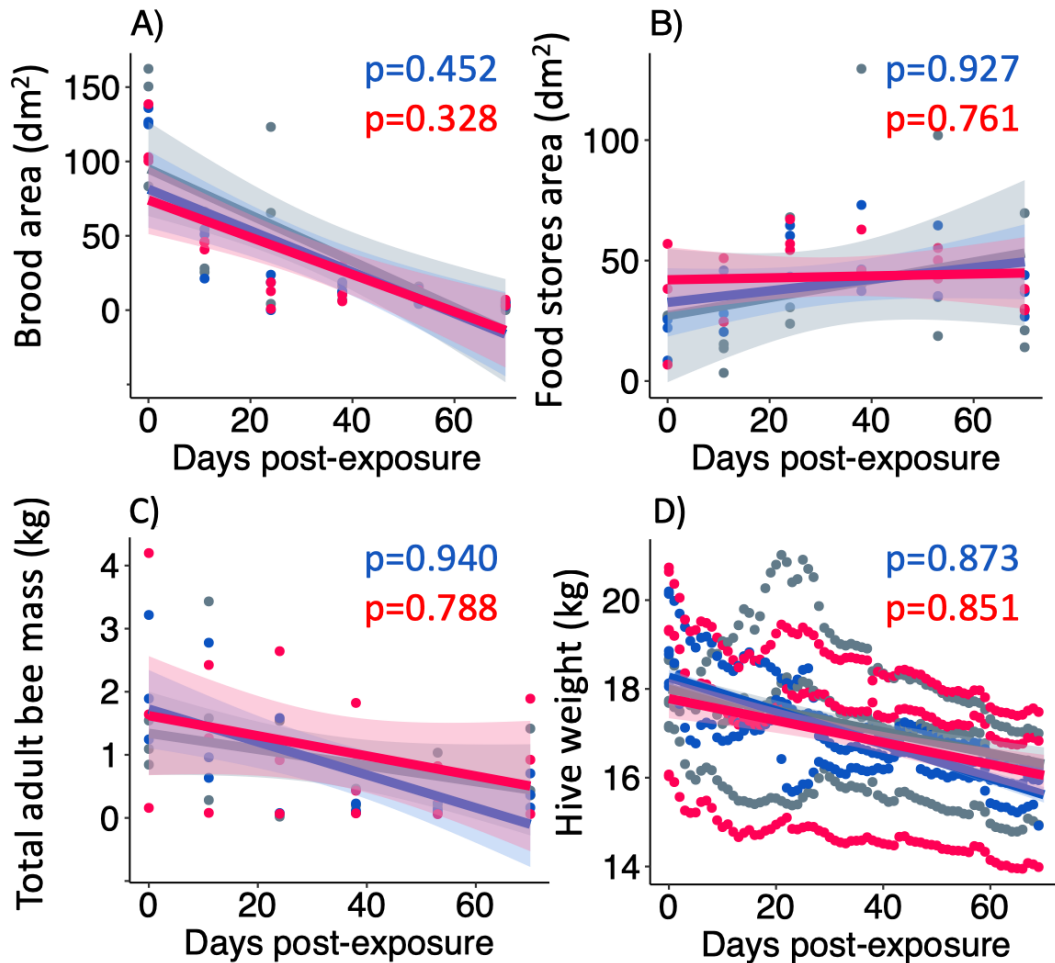 A)
Brood area (dm²)
150
100
50
0
p=0.452
p=0.328
0 20 40 60
Days post-exposure
B)
Food stores area (dm²)
100
50
0
p=0.927
p=0.761
0 20 40 60
Days post-exposure
C)
Total adult bee mass (kg)
4
3
2
1
0
p=0.940
p=0.788
0 20 40 60
Days post-exposure
D)
Hive weight (kg)
20
18
16
14
p=0.873
p=0.851
0 20 40 60
Days post-exposure